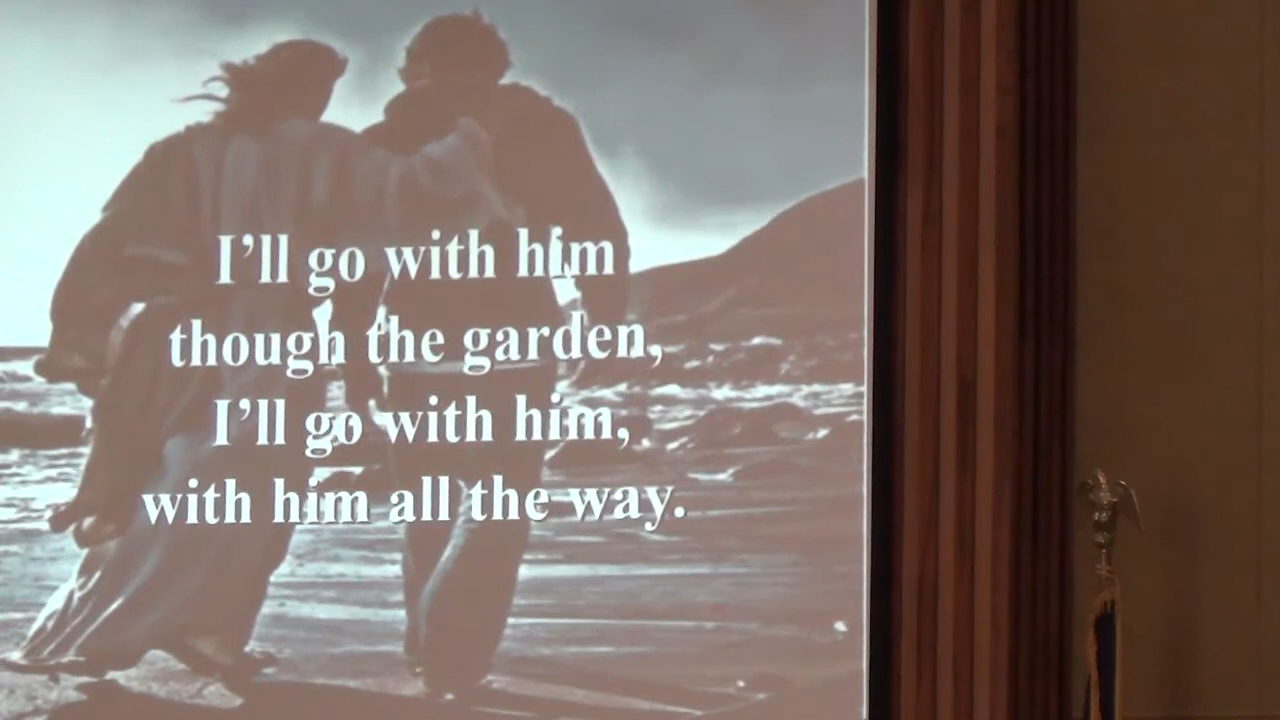 I’ll go with him
though the garden,
I’ll go with him,
with him all the way.